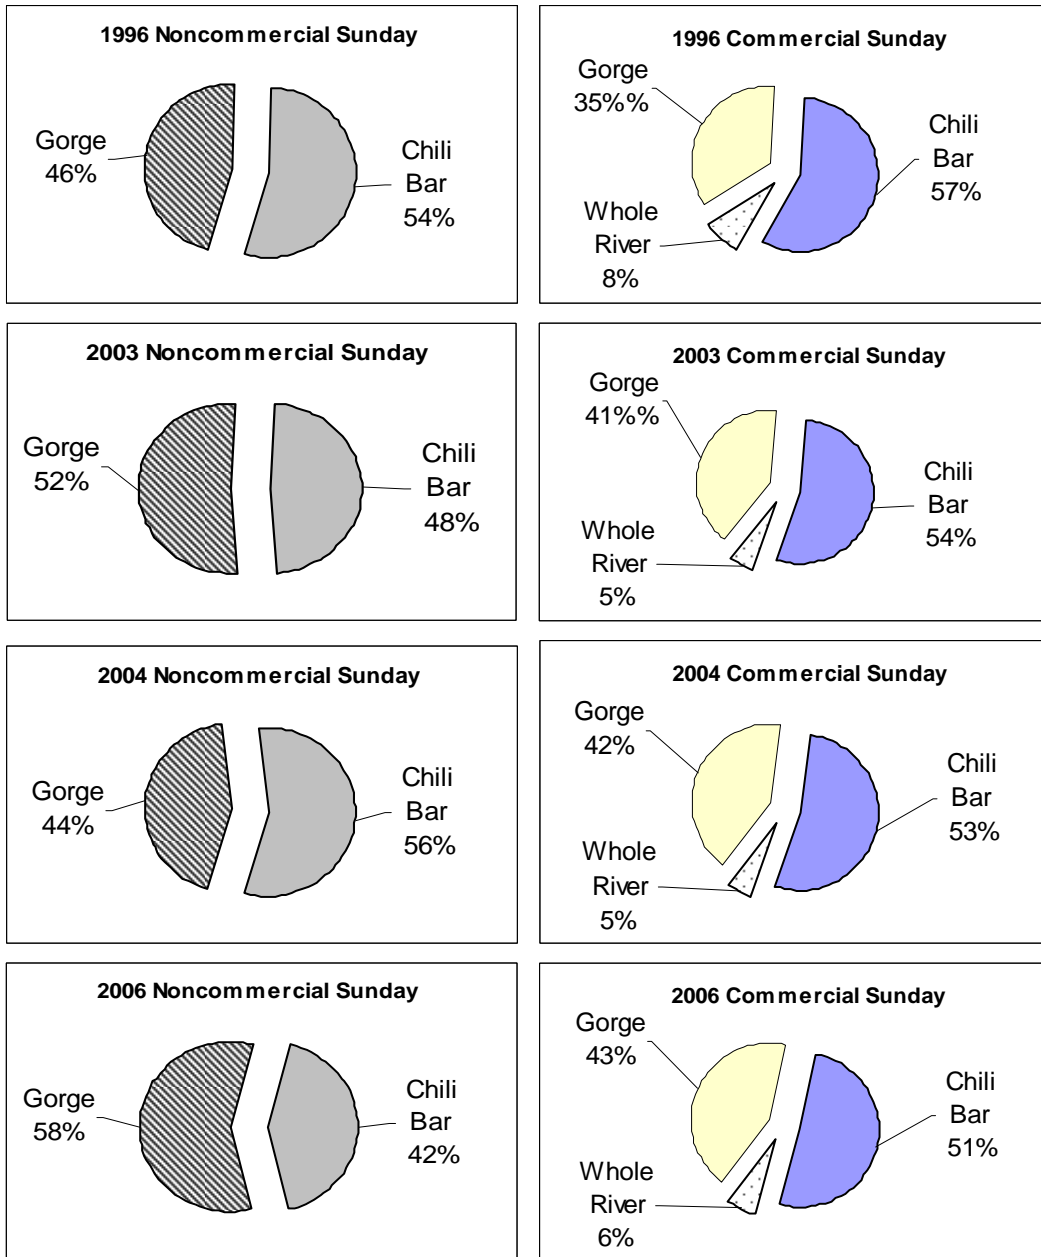 1996 Noncommercial Sunday
Gorge
46%
Chili
Bar
54%
1996 Commercial Sunday
Gorge
35%%
Chili
Bar
57%
Whole
River
8%
2003 Noncommercial Sunday
Gorge
52%
Chili
Bar
48%
2003 Commercial Sunday
Gorge
41%%
Chili
Bar
54%
Whole
River
5%
2004 Noncommercial Sunday
Gorge
44%
Chili
Bar
56%
2004 Commercial Sunday
Gorge
42%
Chili
Bar
53%
Whole
River
5%
2006 Noncommercial Sunday
Gorge
58%
Chili
Bar
42%
2006 Commercial Sunday
Gorge
43%
Chili
Bar
51%
Whole
River
6%